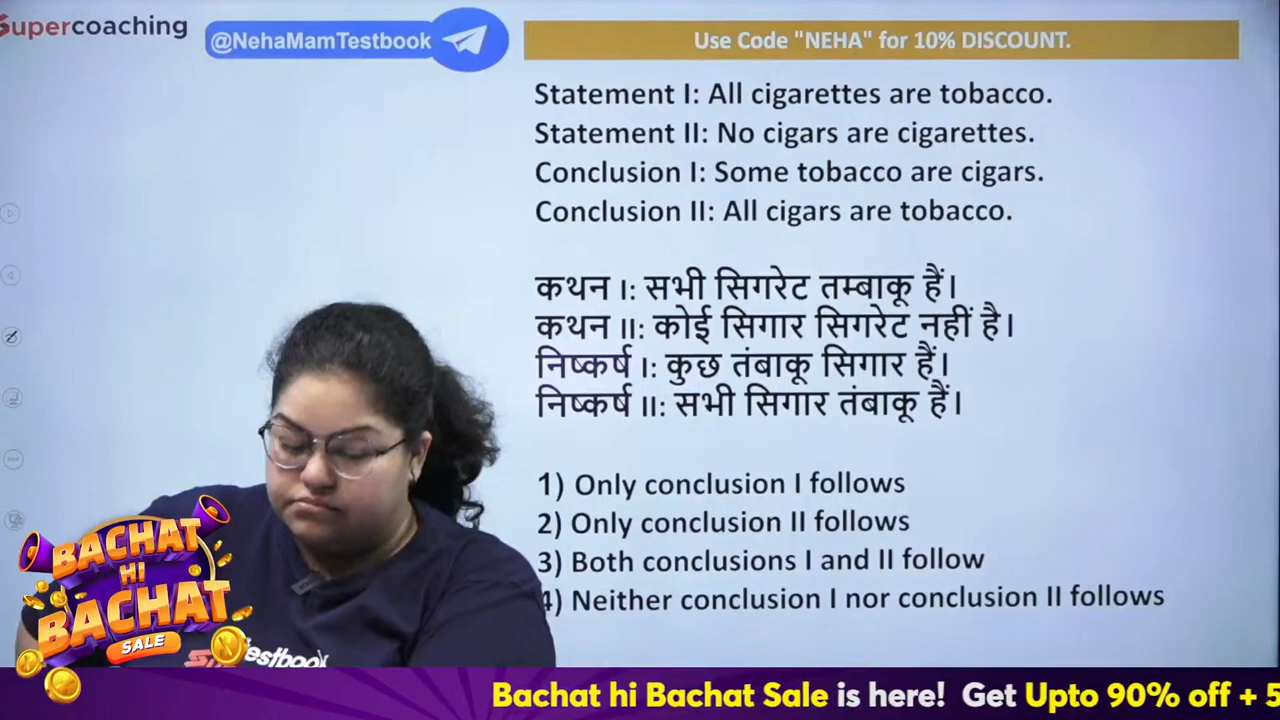 Supercoaching
@NehaMamTestbook
Use Code "NEHA" for 10% DISCOUNT.
Statement I: All cigarettes are tobacco.
Statement II: No cigars are cigarettes.
Conclusion I: Some tobacco are cigars.
Conclusion II: All cigars are tobacco.
कथन I: सभी सिगरेट तम्बाकू हैं।
कथन II: कोई सिगार सिगरेट नहीं है।
निष्कर्ष I: कुछ तंबाकू सिगार हैं।
निष्कर्ष II: सभी सिगार तंबाकू हैं।
1) Only conclusion I follows
2) Only conclusion II follows
3) Both conclusions I and II follow
4) Neither conclusion I nor conclusion II follows
BACHAT
HI
BACHAT
SALE
estbook
Bachat hi Bachat Sale is here! Get Upto 90% off + 5